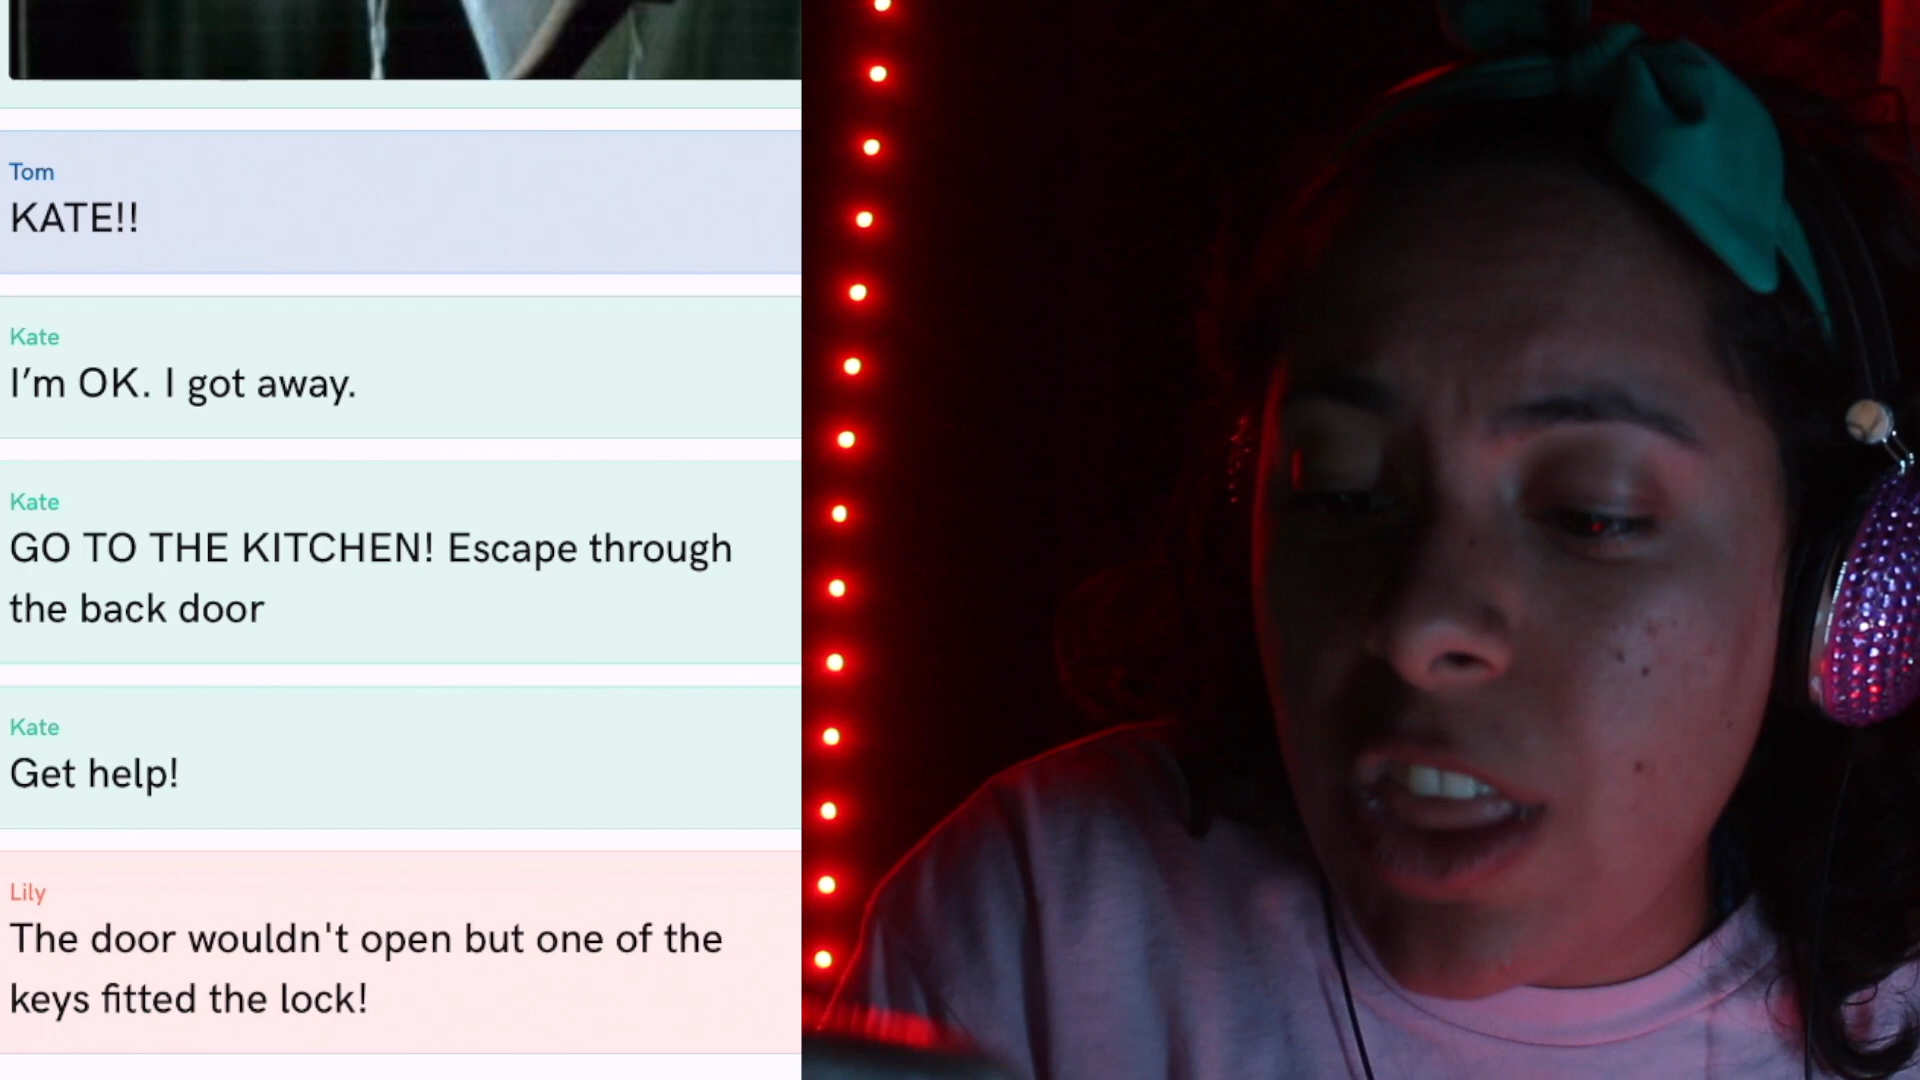 Tom
KATE!!
Kate
I’m OK. I got away.
Kate
GO TO THE KITCHEN! Escape through
the back door
Kate
Get help!
Lily
The door wouldn't open but one of the
keys fitted the lock!